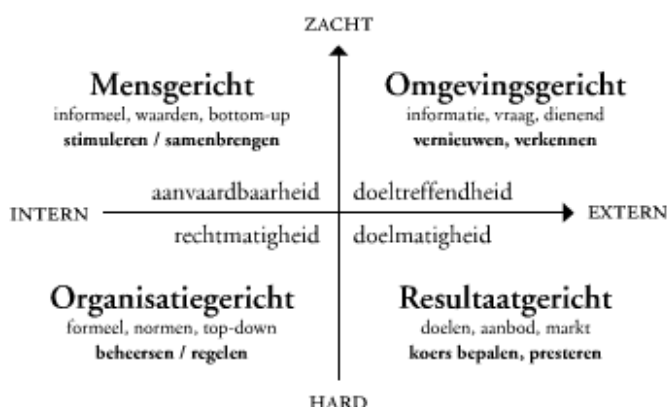 ZACHT
Mensgericht
informeel, waarden, bottom-up
stimuleren / samenbrengen
Omgevingsgericht
informatie, vraag, dienend
vernieuwen, verkennen
aanvaardbaarheid
doeltreffendheid
INTERN
EXTERN
rechtmatigheid
doelmatigheid
Organisatiegericht
formeel, normen, top-down
beheersen / regelen
Resultaatgericht
doelen, aanbod, markt
koers bepalen, presteren
HARD